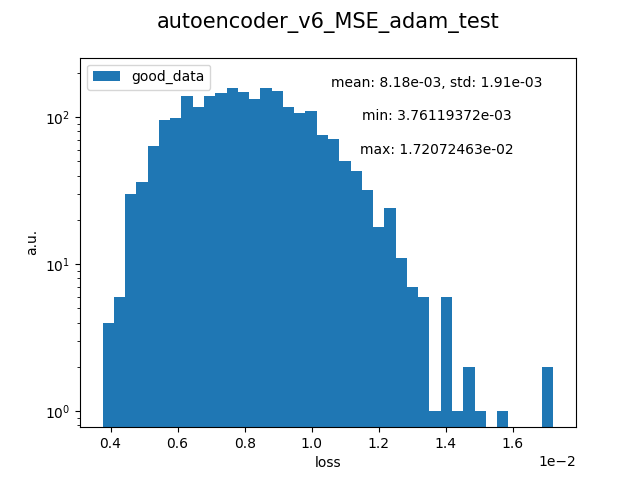 autoencoder_v6_MSE_adam_test
good_data
mean: 8.18e-03, std: 1.91e-03
min: 3.76119372e-03
max: 1.72072463e-02
a.u.
10²
10¹
10⁰
0.4 0.6 0.8 1.0 1.2 1.4 1.6
1e−2
loss